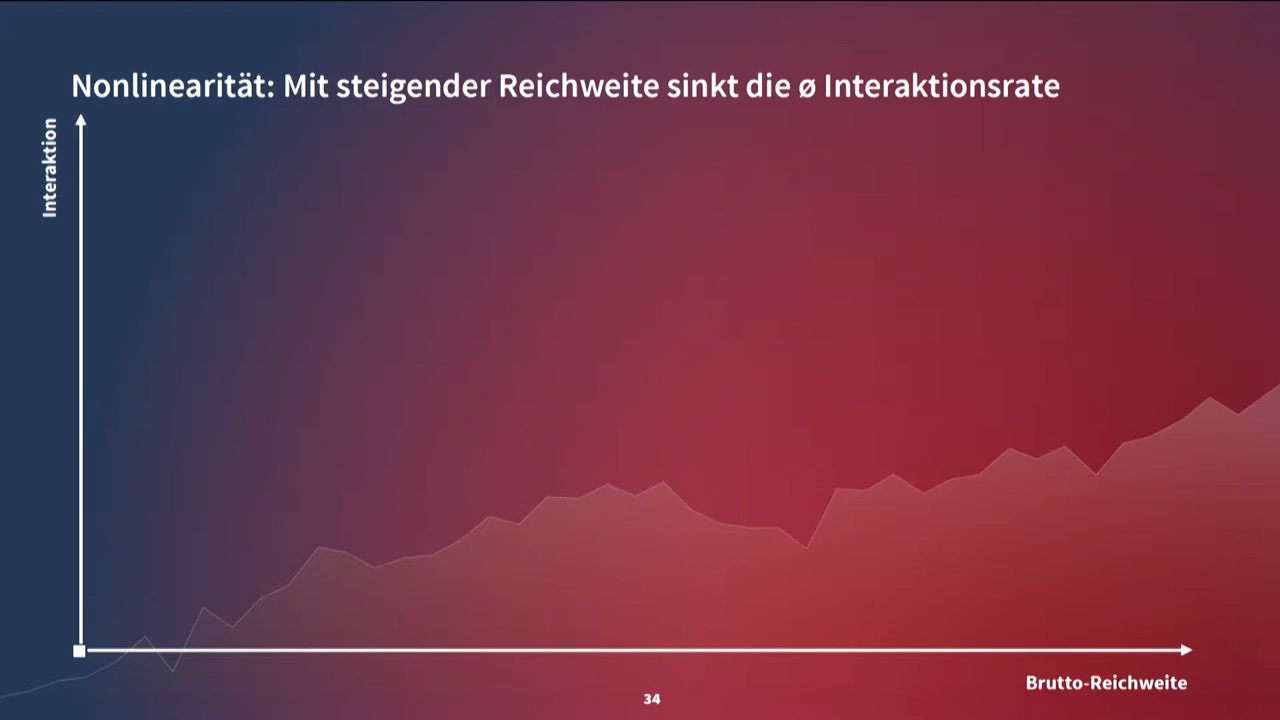 Nonlinearität: Mit steigender Reichweite sinkt die ø Interaktionsrate
Interaktion
Brutto-Reichweite
34